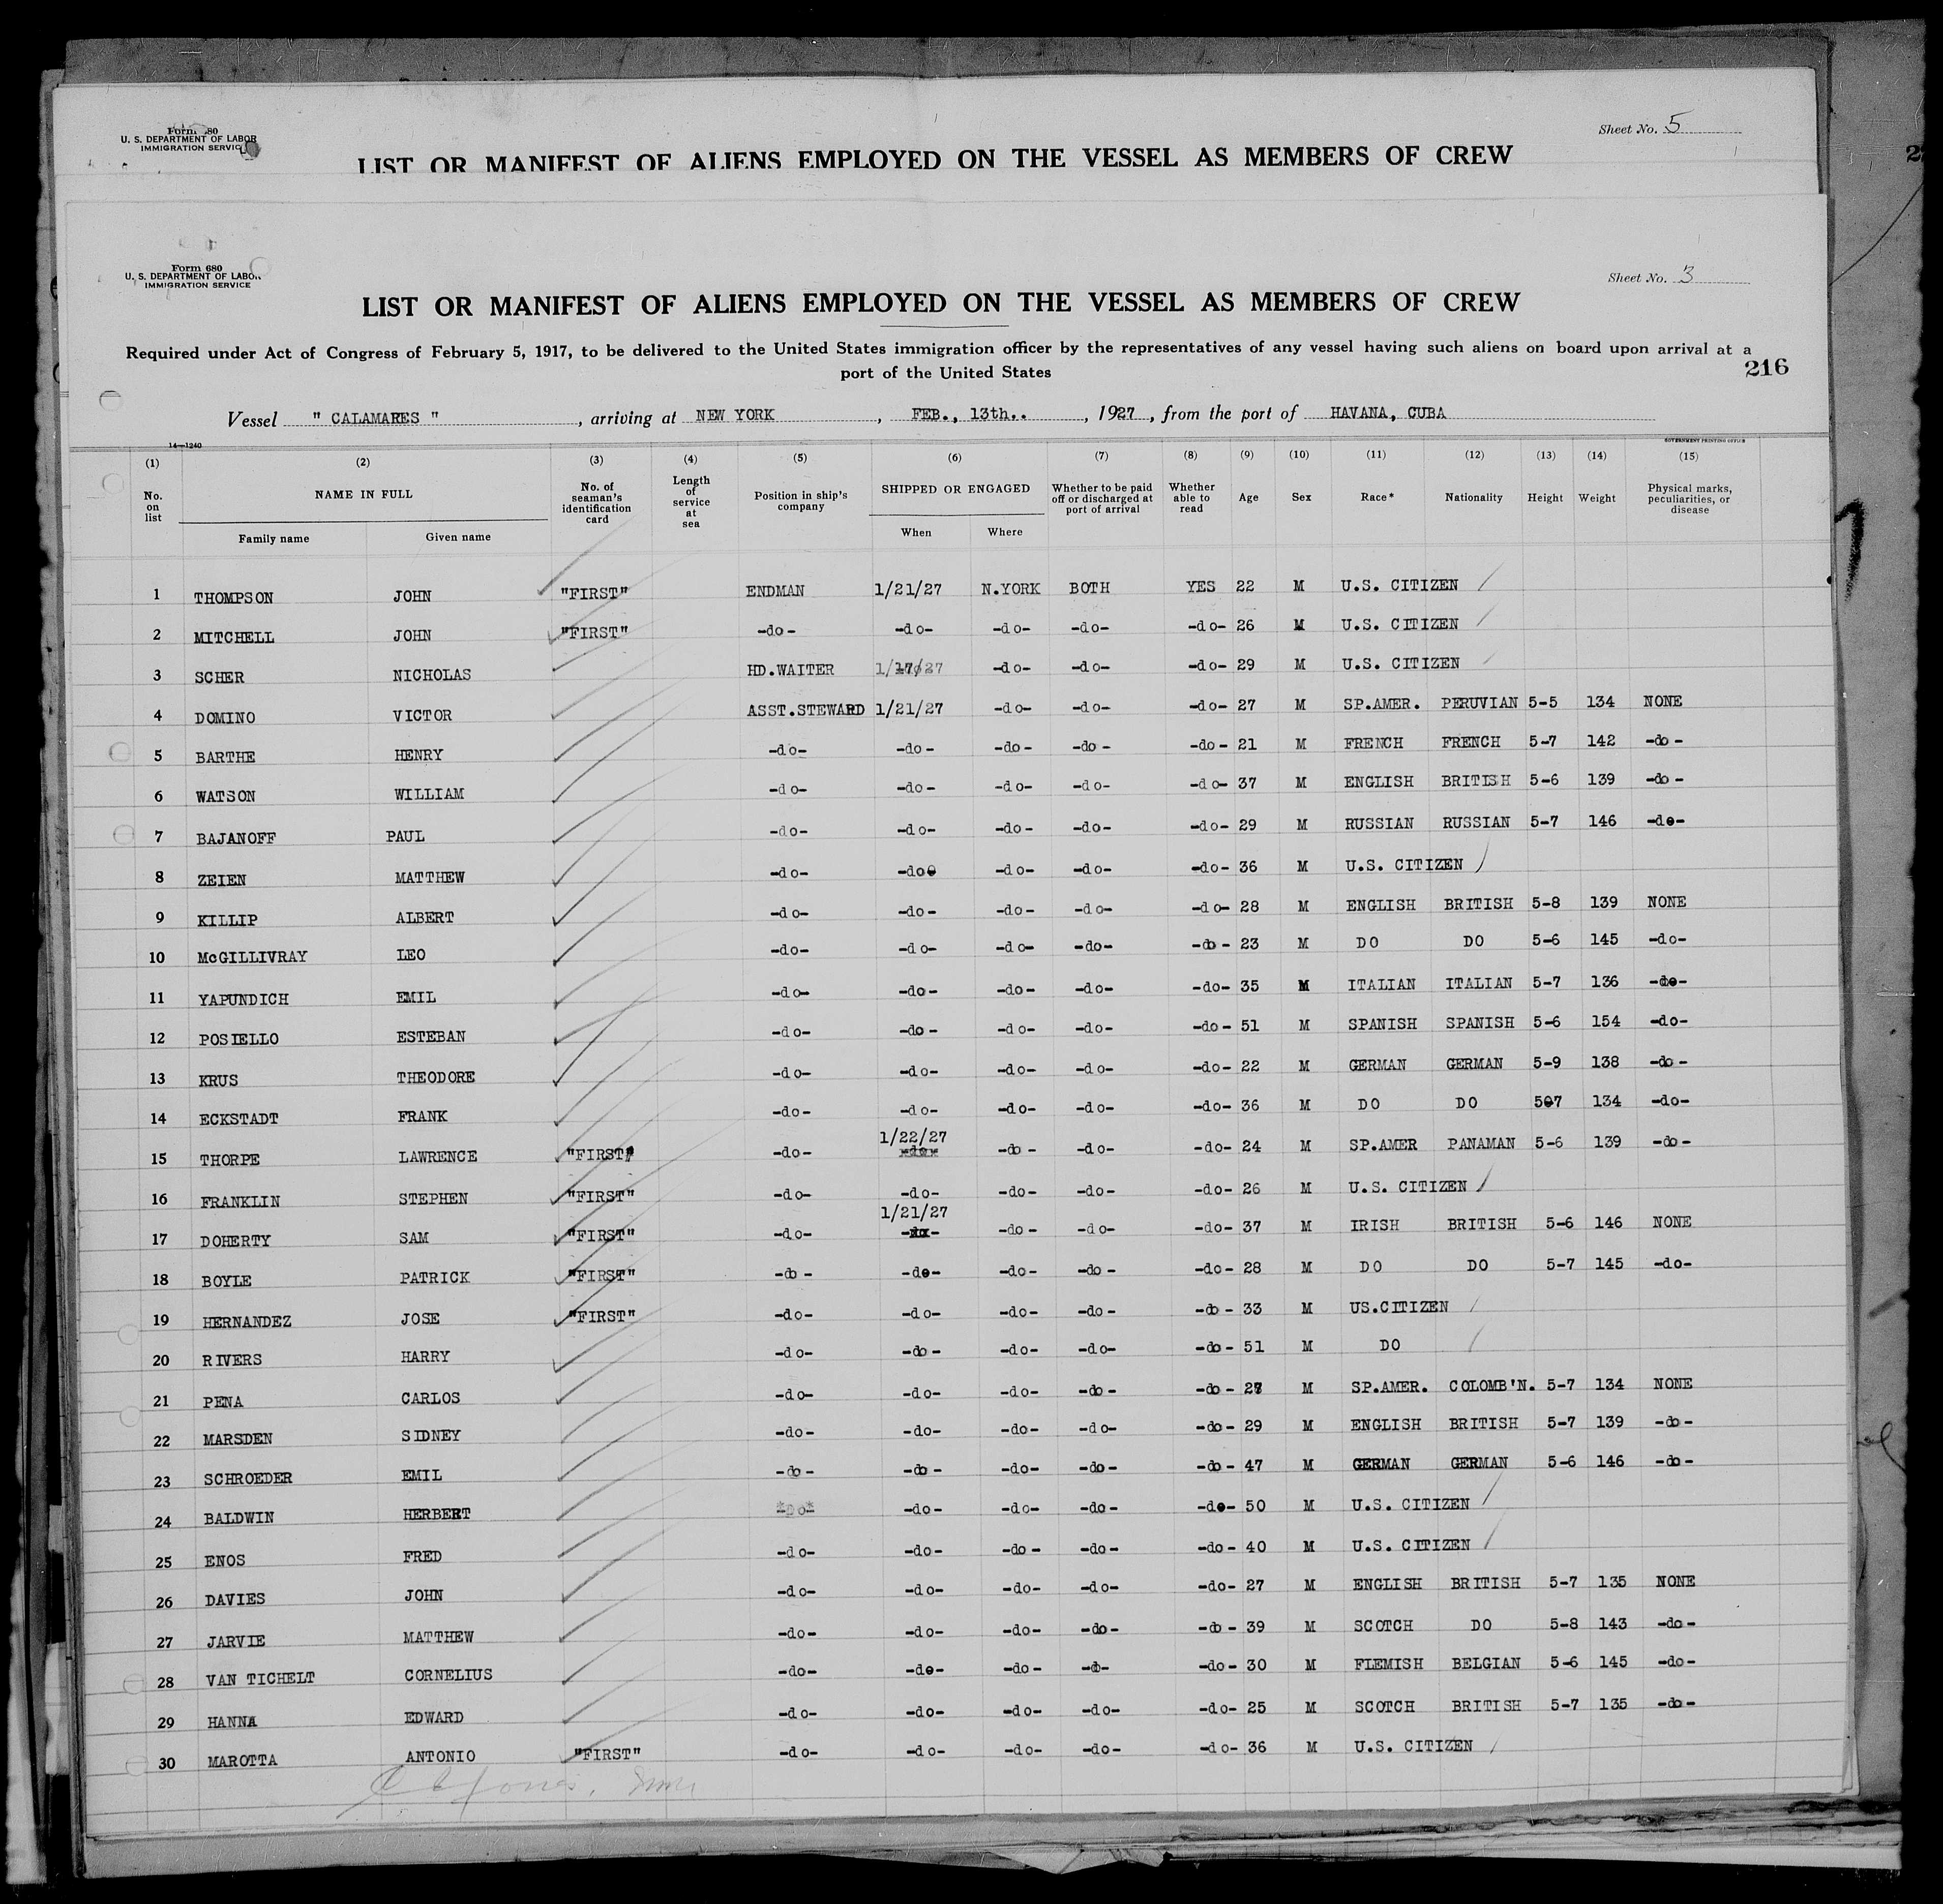 Form 680
U. S. DEPARTMENT OF LABOR
IMMIGRATION SERVICE
Sheet No. 5
LIST OR MANIFEST OF ALIENS EMPLOYED ON THE VESSEL AS MEMBERS OF CREW
Form 680
U. S. DEPARTMENT OF LABOR
IMMIGRATION SERVICE
Sheet No. 3
LIST OR MANIFEST OF ALIENS EMPLOYED ON THE VESSEL AS MEMBERS OF CREW
Required under Act of Congress of February 5, 1917, to be delivered to the United States immigration officer by the representatives of any vessel having such aliens on board upon arrival at a
port of the United States
216
Vessel " CALAMARES ", arriving at NEW YORK, FEB., 13th.., 1927, from the port of HAVANA, CUBA
14—1240 GOVERNMENT PRINTING OFFICE
(1) (2) (3) (4) (5) (6) (7) (8) (9) (10) (11) (12) (13) (14) (15)
No. on list NAME IN FULL Family name Given name No. of seaman's identification card Length of service at sea Position in ship's company SHIPPED OR ENGAGED When Where Whether to be paid off or discharged at port of arrival Whether able to read Age Sex Race* Nationality Height Weight Physical marks, peculiarities, or disease
1 THOMPSON JOHN "FIRST" ENDMAN 1/21/27 N.YORK BOTH YES 22 M U.S. CITIZEN
2 MITCHELL JOHN "FIRST" -do- -do- -do- -do- -do- 26 M U.S. CITIZEN
3 SCHER NICHOLAS HD.WAITER 1/17/27 -do- -do- -do- 29 M U.S. CITIZEN
4 DOMINO VICTOR ASST.STEWARD 1/21/27 -do- -do- -do- 27 M SP.AMER. PERUVIAN 5-5 134 NONE
5 BARTHE HENRY -do- -do- -do- -do- -do- 21 M FRENCH FRENCH 5-7 142 -do-
6 WATSON WILLIAM -do- -do- -do- -do- -do- 37 M ENGLISH BRITISH 5-6 139 -do-
7 BAJANOFF PAUL -do- -do- -do- -do- -do- 29 M RUSSIAN RUSSIAN 5-7 146 -do-
8 ZEIEN MATTHEW -do- -do- -do- -do- -do- 36 M U.S. CITIZEN
9 KILLIP ALBERT -do- -do- -do- -do- -do- 28 M ENGLISH BRITISH 5-8 139 NONE
10 McGILLIVRAY LEO -do- -do- -do- -do- -do- 23 M DO DO 5-6 145 -do-
11 YAPUNDICH EMIL -do- -do- -do- -do- -do- 35 M ITALIAN ITALIAN 5-7 136 -do-
12 POSIELLO ESTEBAN -do- -do- -do- -do- -do- 51 M SPANISH SPANISH 5-6 154 -do-
13 KRUS THEODORE -do- -do- -do- -do- -do- 22 M GERMAN GERMAN 5-9 138 -do-
14 ECKSTADT FRANK -do- -do- -do- -do- -do- 36 M DO DO 507 134 -do-
15 THORPE LAWRENCE "FIRST" -do- 1/22/27 -do- -do- -do- 24 M SP.AMER PANAMAN 5-6 139 -do-
16 FRANKLIN STEPHEN "FIRST" -do- -do- -do- -do- -do- 26 M U.S. CITIZEN
17 DOHERTY SAM "FIRST" -do- 1/21/27 -do- -do- -do- 37 M IRISH BRITISH 5-6 146 NONE
18 BOYLE PATRICK "FIRST" -do- -do- -do- -do- -do- 28 M DO DO 5-7 145 -do-
19 HERNANDEZ JOSE "FIRST" -do- -do- -do- -do- -do- 33 M US.CITIZEN
20 RIVERS HARRY -do- -do- -do- -do- -do- 51 M DO
21 PENA CARLOS -do- -do- -do- -do- -do- 28 M SP.AMER. COLOMB'N. 5-7 134 NONE
22 MARSDEN SIDNEY -do- -do- -do- -do- -do- 29 M ENGLISH BRITISH 5-7 139 -do-
23 SCHROEDER EMIL -do- -do- -do- -do- -do- 47 M GERMAN GERMAN 5-6 146 -do-
24 BALDWIN HERBERT -do- -do- -do- -do- -do- 50 M U.S. CITIZEN
25 ENOS FRED -do- -do- -do- -do- -do- 40 M U.S. CITIZEN
26 DAVIES JOHN -do- -do- -do- -do- -do- 27 M ENGLISH BRITISH 5-7 135 NONE
27 JARVIE MATTHEW -do- -do- -do- -do- -do- 39 M SCOTCH DO 5-8 143 -do-
28 VAN TICHELT CORNELIUS -do- -do- -do- -do- -do- 30 M FLEMISH BELGIAN 5-6 145 -do-
29 HANNA EDWARD -do- -do- -do- -do- -do- 25 M SCOTCH BRITISH 5-7 135 -do-
30 MAROTTA ANTONIO "FIRST" -do- -do- -do- -do- -do- 36 M U.S. CITIZEN